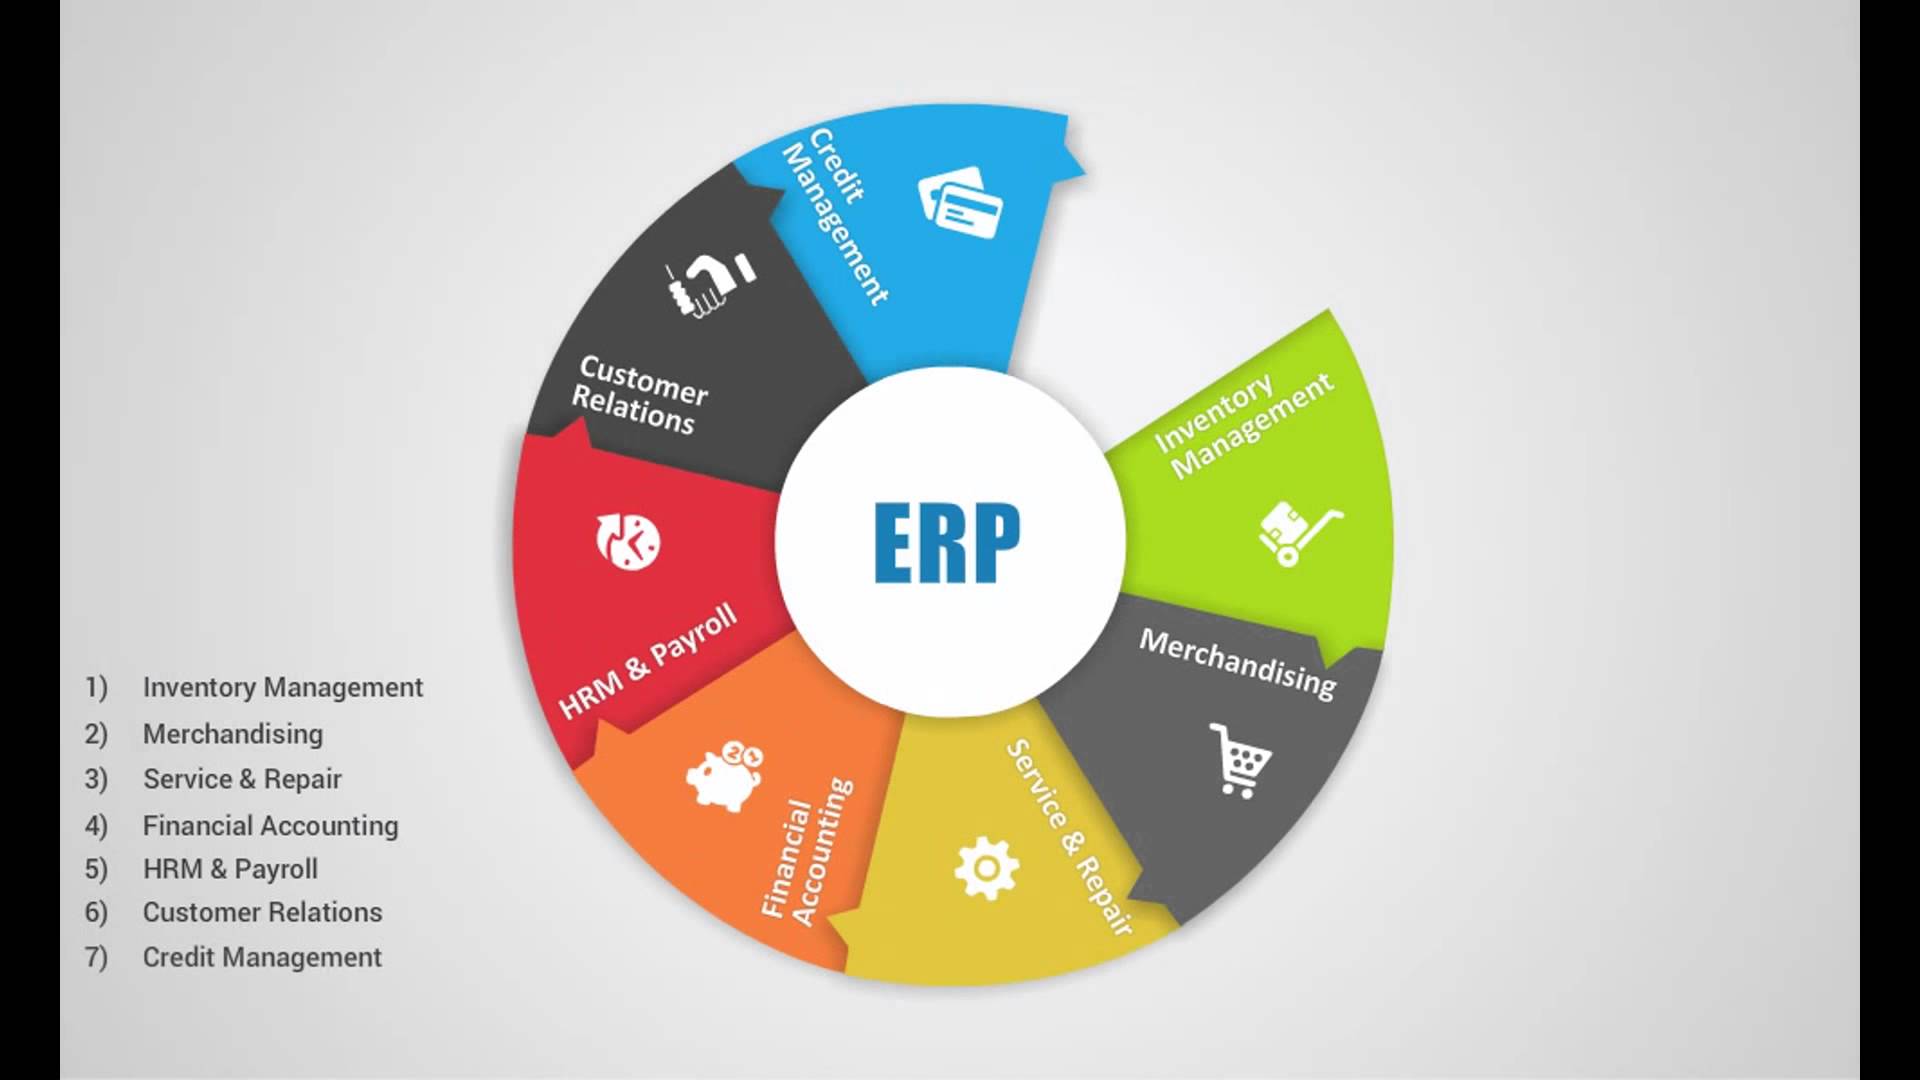 Credit
Management
Customer
Relations
Inventory
Management
ERP
HRM & Payroll
Merchandising
Service & Repair
Financial
Accounting
1) Inventory Management
2) Merchandising
3) Service & Repair
4) Financial Accounting
5) HRM & Payroll
6) Customer Relations
7) Credit Management